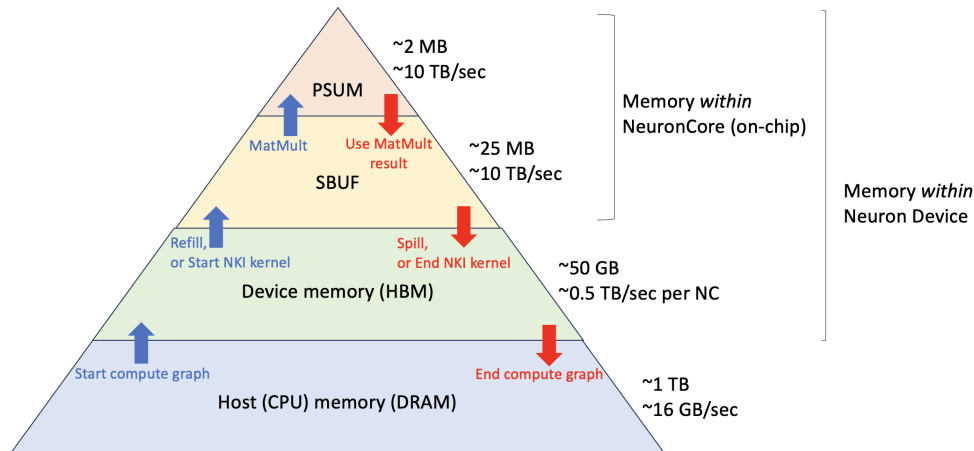 ~2 MB
~10 TB/sec
PSUM
MatMult
Use MatMult
result
Memory within
NeuronCore (on-chip)
~25 MB
~10 TB/sec
SBUF
Memory within
Neuron Device
Refill,
or Start NKI kernel
Spill,
or End NKI kernel
Device memory (HBM)
~50 GB
~0.5 TB/sec per NC
Start compute graph
End compute graph
Host (CPU) memory (DRAM)
~1 TB
~16 GB/sec